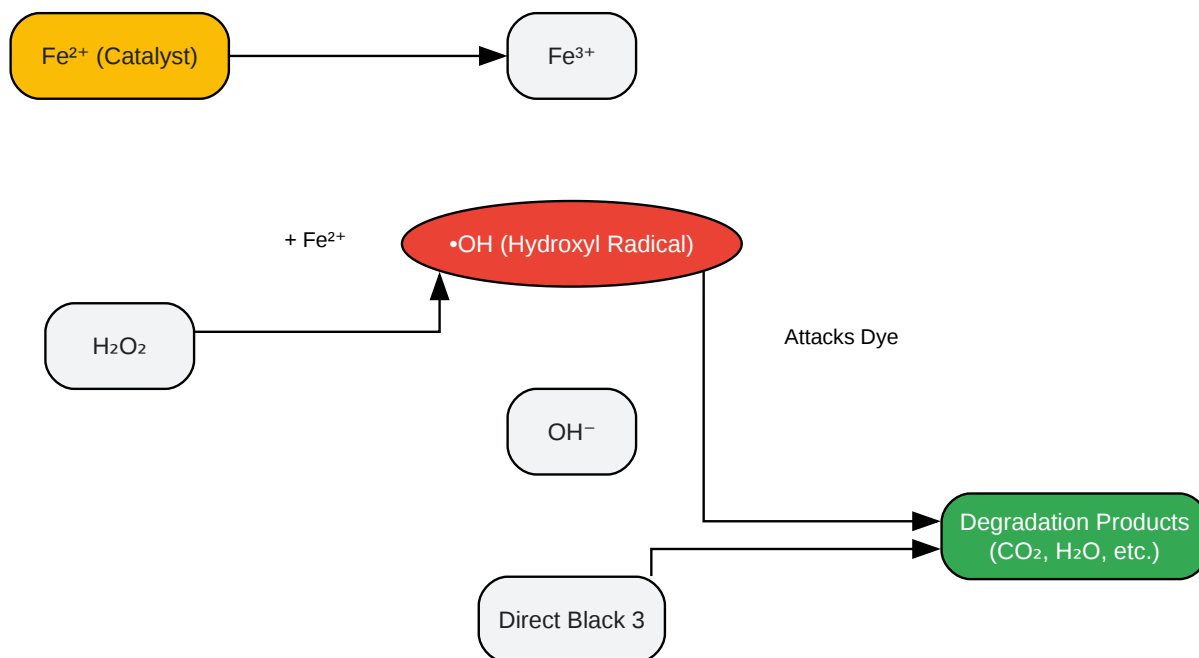 Fe²⁺ (Catalyst)
Fe³⁺
+ Fe²⁺
•OH (Hydroxyl Radical)
H₂O₂
Attacks Dye
OH⁻
Degradation Products
(CO₂, H₂O, etc.)
Direct Black 3